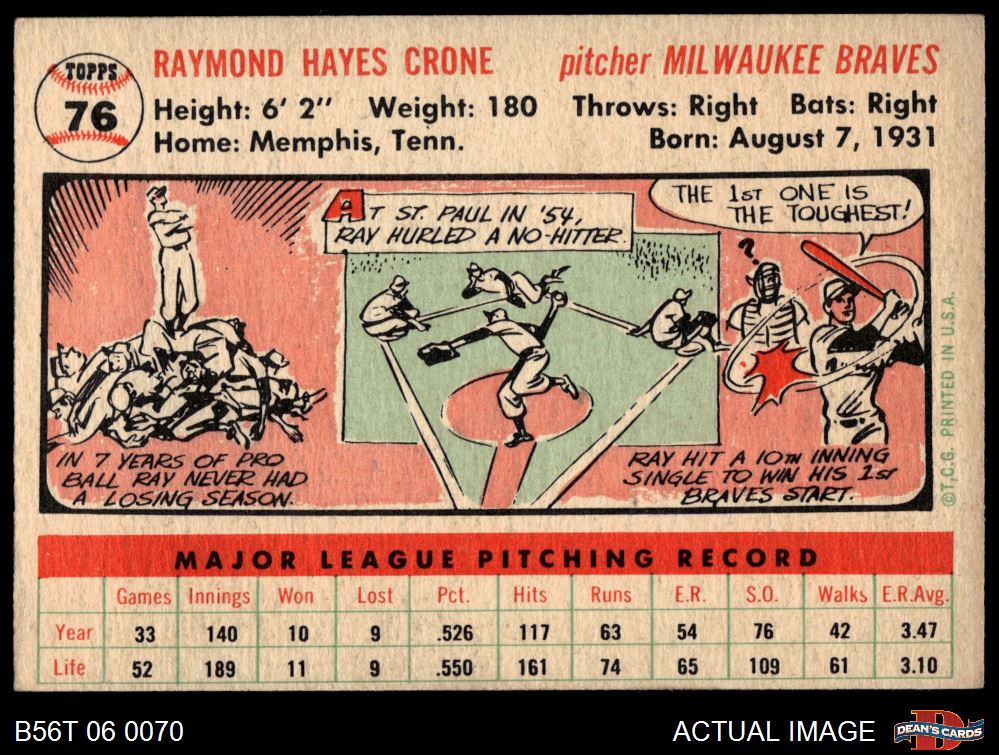 TOPPS
76
RAYMOND HAYES CRONE pitcher MILWAUKEE BRAVES
Height: 6' 2" Weight: 180 Throws: Right Bats: Right
Home: Memphis, Tenn. Born: August 7, 1931
AT ST. PAUL IN '54,
RAY HURLED A NO-HITTER.
THE 1ST ONE IS
THE TOUGHEST!
?
IN 7 YEARS OF PRO
BALL RAY NEVER HAD
A LOSING SEASON.
RAY HIT A 10TH INNING
SINGLE TO WIN HIS 1ST
BRAVES START.
©T.C.G. PRINTED IN U.S.A.
MAJOR LEAGUE PITCHING RECORD
Games Innings Won Lost Pct. Hits Runs E.R. S.O. Walks E.R.Avg.
Year 33 140 10 9 .526 117 63 54 76 42 3.47
Life 52 189 11 9 .550 161 74 65 109 61 3.10
B56T 06 0070 ACTUAL IMAGE
DEAN'S CARDS